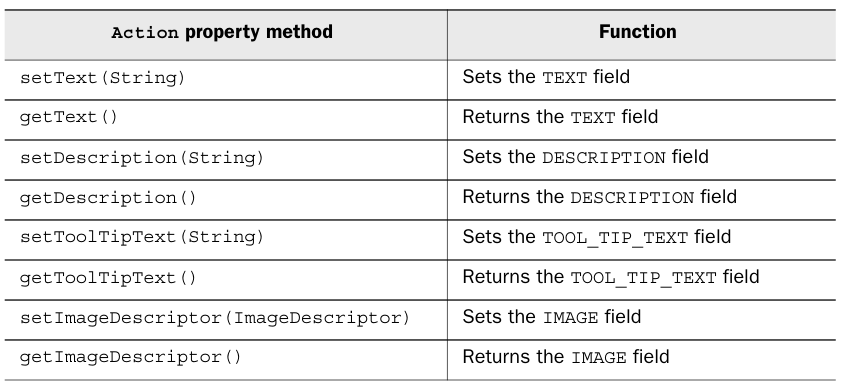 Action property method Function
setText(String) Sets the TEXT field
getText() Returns the TEXT field
setDescription(String) Sets the DESCRIPTION field
getDescription() Returns the DESCRIPTION field
setToolTipText(String) Sets the TOOL_TIP_TEXT field
getToolTipText() Returns the TOOL_TIP_TEXT field
setImageDescriptor(ImageDescriptor) Sets the IMAGE field
getImageDescriptor() Returns the IMAGE field